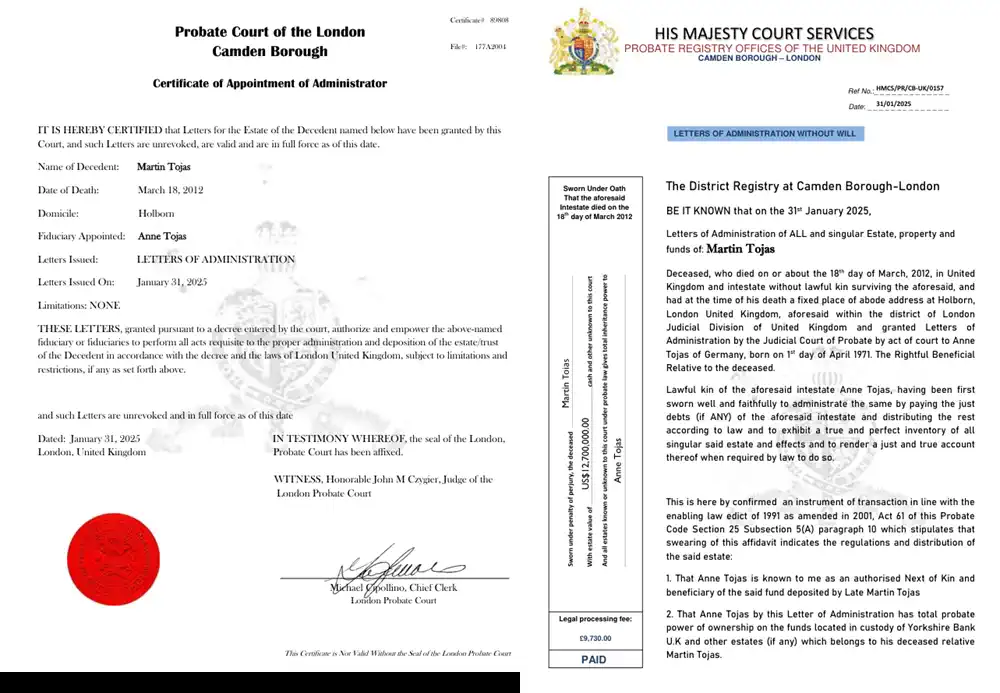 Certificate# 89808
File#: 177A2004
Probate Court of the London
Camden Borough
Certificate of Appointment of Administrator
IT IS HEREBY CERTIFIED that Letters for the Estate of the Decedent named below have been granted by this
Court, and such Letters are unrevoked, are valid and are in full force as of this date.
Name of Decedent: Martin Tojas
Date of Death: March 18, 2012
Domicile: Holborn
Fiduciary Appointed: Anne Tojas
Letters Issued: LETTERS OF ADMINISTRATION
Letters Issued On: January 31, 2025
Limitations: NONE
THESE LETTERS, granted pursuant to a decree entered by the court, authorize and empower the above-named
fiduciary or fiduciaries to perform all acts requisite to the proper administration and deposition of the estate/trust
of the Decedent in accordance with the decree and the laws of London United Kingdom, subject to limitations and
restrictions, if any as set forth above.
and such Letters are unrevoked and in full force as of this date
Dated: January 31, 2025
London, United Kingdom
IN TESTIMONY WHEREOF, the seal of the London,
Probate Court has been affixed.
WITNESS, Honorable John M Czygier, Judge of the
London Probate Court
Michael Cipollino, Chief Clerk
London Probate Court
This Certificate is Not Valid Without the Seal of the London Probate Court
HIS MAJESTY COURT SERVICES
PROBATE REGISTRY OFFICES OF THE UNITED KINGDOM
CAMDEN BOROUGH – LONDON
Ref No.: HMCS/PR/CB-UK/0157
Date: 31/01/2025
LETTERS OF ADMINISTRATION WITHOUT WILL
Sworn Under Oath
That the aforesaid
Intestate died on the
18th day of March 2012
Sworn under penalty of perjury, the deceased Martin Tojas
With estate value of US$12,700,000.00 cash and other unknown to this court
And all estates known or unknown to this court under probate law gives total inheritance power to
Anne Tojas
Legal processing fee:
£9,730.00
PAID
The District Registry at Camden Borough-London
BE IT KNOWN that on the 31st January 2025,
Letters of Administration of ALL and singular Estate, property and
funds of: Martin Tojas
Deceased, who died on or about the 18th day of March, 2012, in United
Kingdom and intestate without lawful kin surviving the aforesaid, and
had at the time of his death a fixed place of abode address at Holborn,
London United Kingdom, aforesaid within the district of London
Judicial Division of United Kingdom and granted Letters of
Administration by the Judicial Court of Probate by act of court to Anne
Tojas of Germany, born on 1st day of April 1971. The Rightful Beneficial
Relative to the deceased.
Lawful kin of the aforesaid intestate Anne Tojas, having been first
sworn well and faithfully to administrate the same by paying the just
debts (if ANY) of the aforesaid intestate and distributing the rest
according to law and to exhibit a true and perfect inventory of all
singular said estate and effects and to render a just and true account
thereof when required by law to do so.
This is here by confirmed an instrument of transaction in line with the
enabling law edict of 1991 as amended in 2001, Act 61 of this Probate
Code Section 25 Subsection 5(A) paragraph 10 which stipulates that
swearing of this affidavit indicates the regulations and distribution of
the said estate:
1. That Anne Tojas is known to me as an authorised Next of Kin and
beneficiary of the said fund deposited by Late Martin Tojas
2. That Anne Tojas by this Letter of Administration has total probate
power of ownership on the funds located in custody of Yorkshire Bank
U.K and other estates (if any) which belongs to his deceased relative
Martin Tojas.